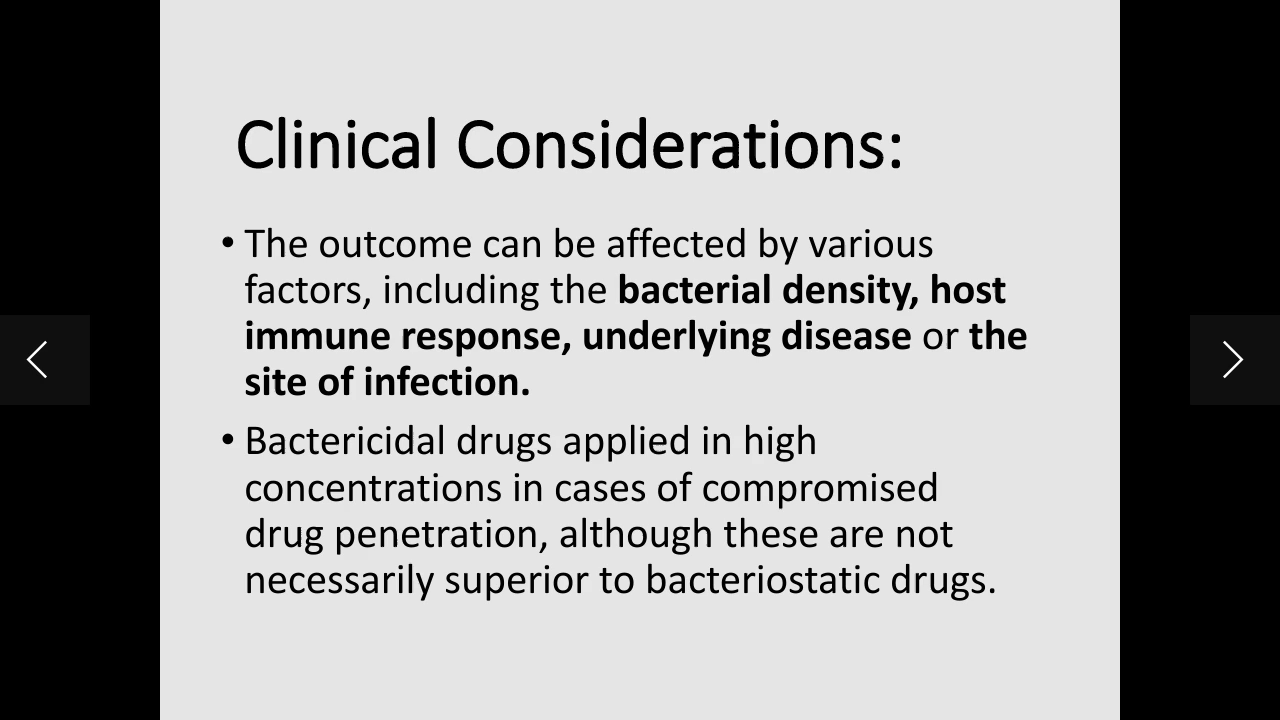 Clinical Considerations:
• The outcome can be affected by various
factors, including the bacterial density, host
immune response, underlying disease or the
site of infection.
• Bactericidal drugs applied in high
concentrations in cases of compromised
drug penetration, although these are not
necessarily superior to bacteriostatic drugs.